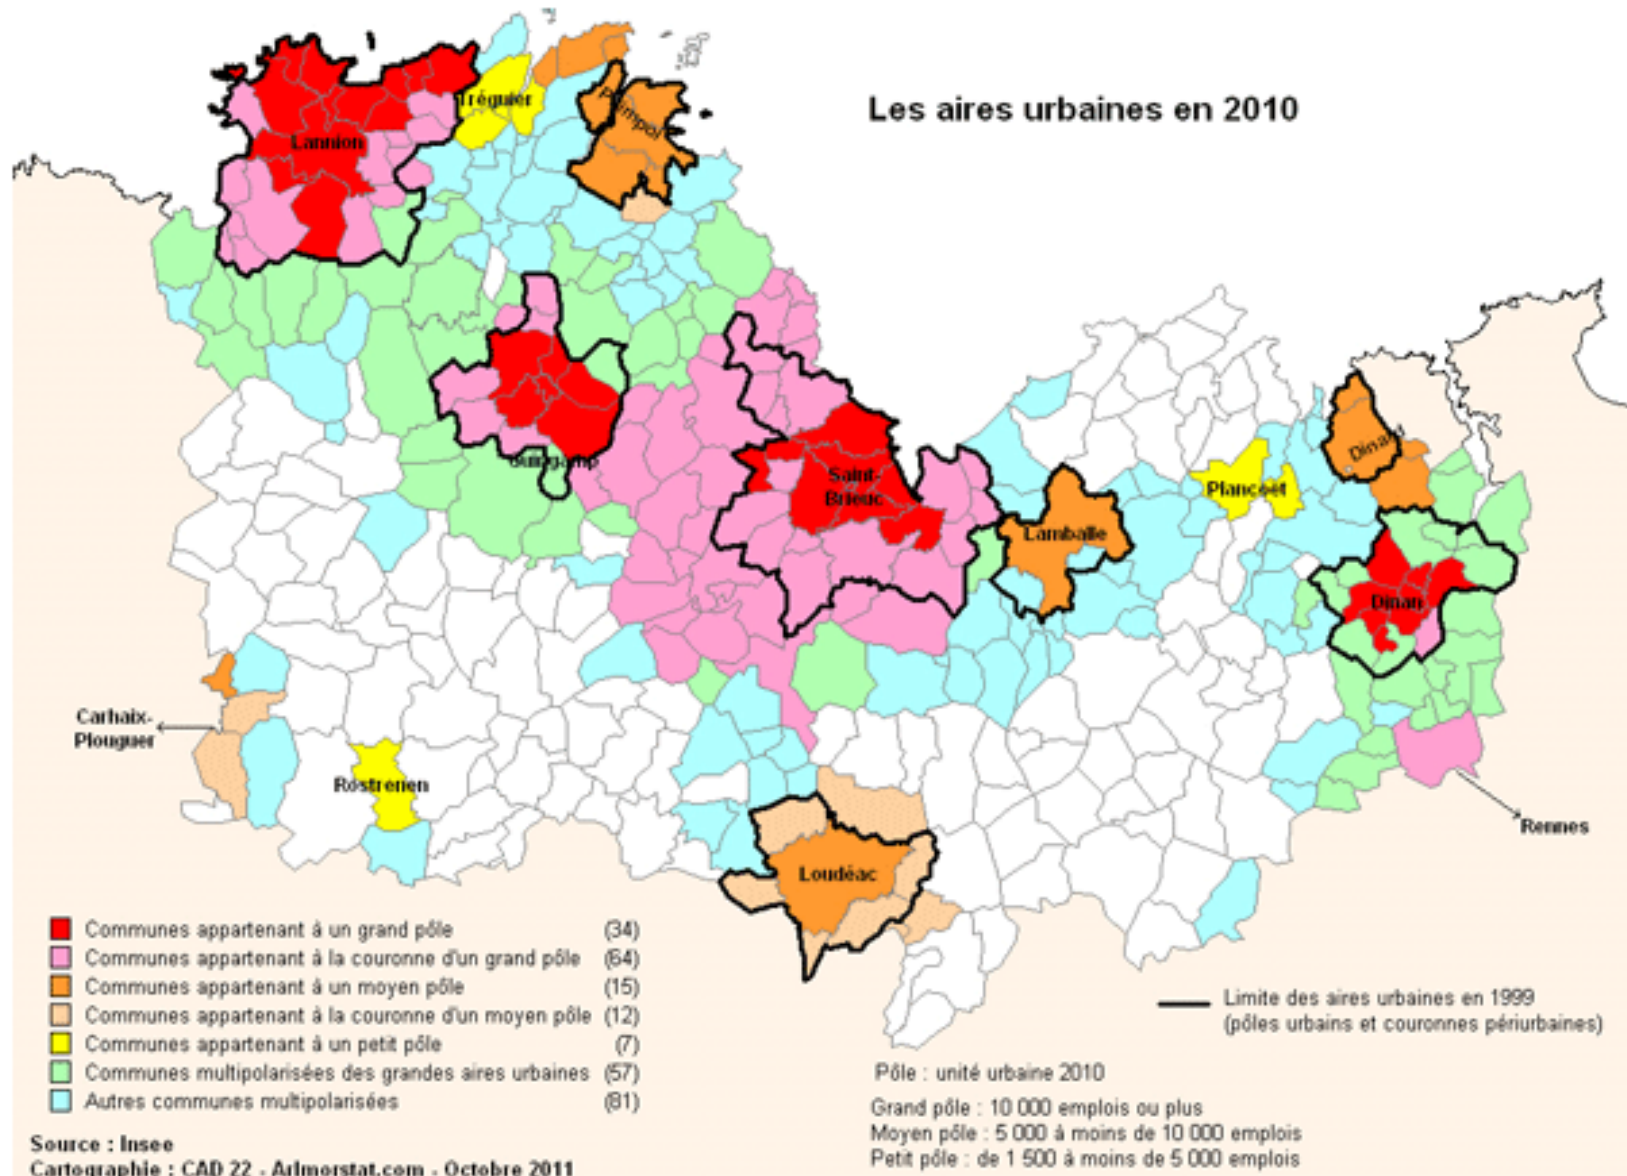 Les aires urbaines en 2010
Tréguier
Paimpol
Lannion
Guingamp
Saint-
Brieuc
Lamballe
Plancoët
Dinard
Dinan
Carhaix-
Plouguer
Rostrenen
Loudéac
Rennes
Communes appartenant à un grand pôle (34)
Communes appartenant à la couronne d'un grand pôle (64)
Communes appartenant à un moyen pôle (15)
Communes appartenant à la couronne d'un moyen pôle (12)
Communes appartenant à un petit pôle (7)
Communes multipolarisées des grandes aires urbaines (57)
Autres communes multipolarisées (81)
Limite des aires urbaines en 1999
(pôles urbains et couronnes périurbaines)
Pôle : unité urbaine 2010
Grand pôle : 10 000 emplois ou plus
Moyen pôle : 5 000 à moins de 10 000 emplois
Petit pôle : de 1 500 à moins de 5 000 emplois
Source : Insee
Cartographie : CAD 22 - Armorstat.com - Octobre 2011